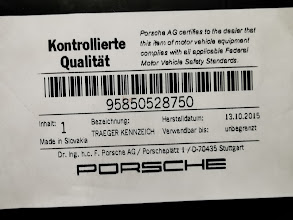 Kontrollierte
Qualität
Porsche AG certifies to the dealer that
this item of motor vehicle equipment
complies with all applicable Federal
Motor Vehicle Safety Standards.
95850528750
Inhalt: 1 Bezeichnung: Herstelldatum: 13.10.2015
Made in Slovakia TRAEGER KENNZEICH Verwendbar bis: unbegrenzt
Dr. Ing. h.c. F. Porsche AG / Porscheplatz 1 / D-70435 Stuttgart
PORSCHE